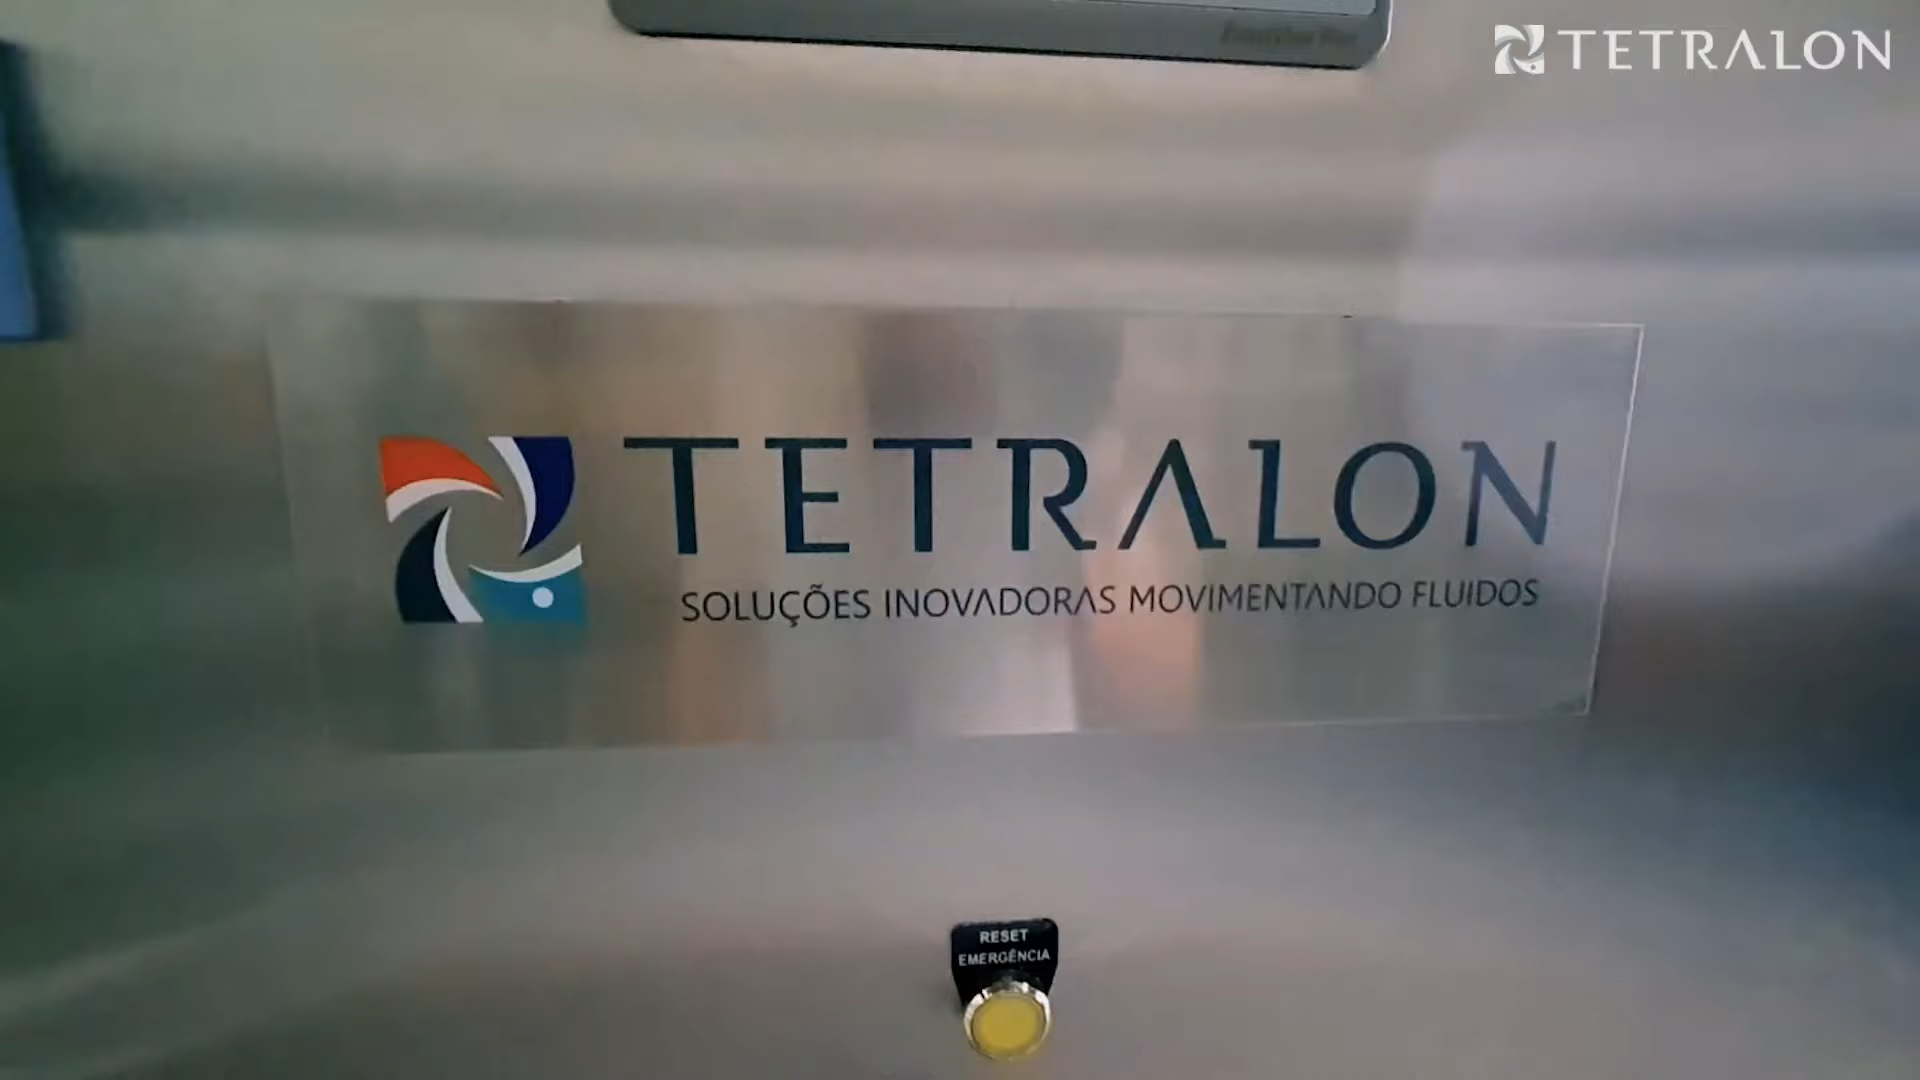 TETRALON
TETRALON
SOLUÇÕES INOVADORAS MOVIMENTANDO FLUIDOS
RESET
EMERGÊNCIA